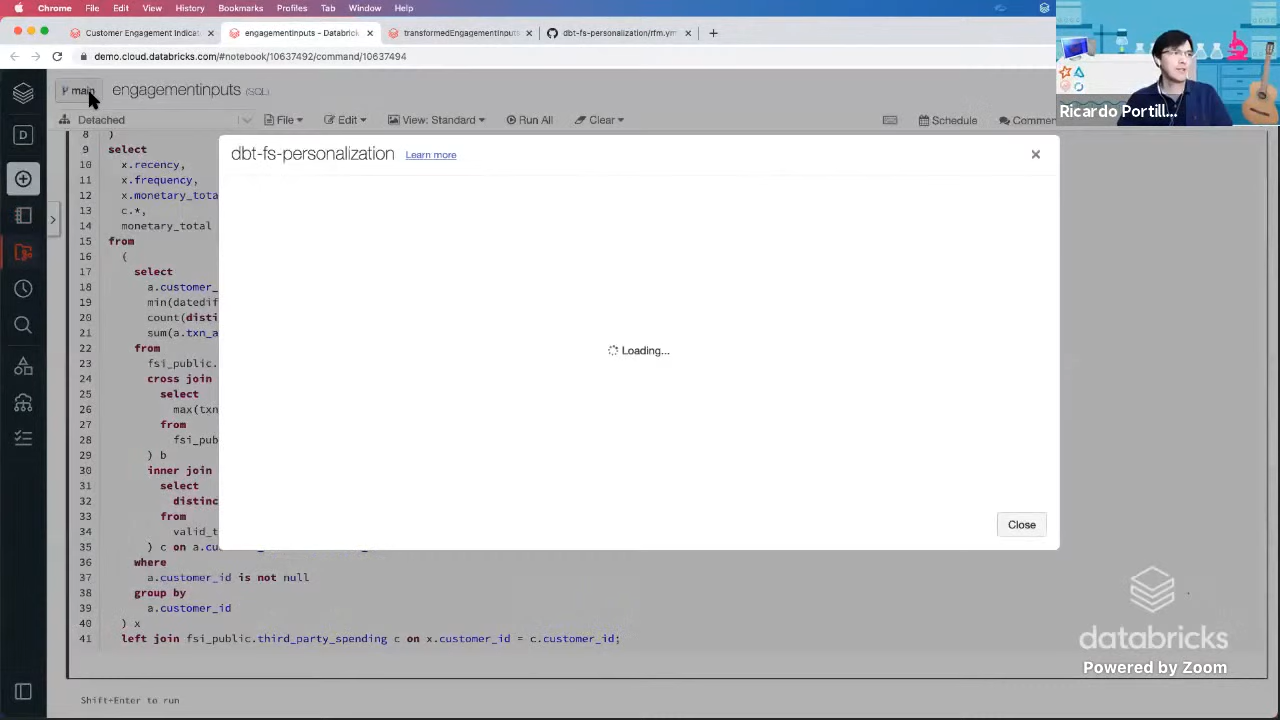 Chrome File Edit View History Bookmarks Profiles Tab Window Help
Customer Engagement Indicat
engagementInputs - Databrick
transformedEngagementInputs
dbt-fs-personalization/rfm.ym
demo.cloud.databricks.com/#notebook/10637492/command/10637494
main
engagementinputs (SQL)
Detached
File
Edit
View: Standard
Run All
Clear
Schedule
Commen
Ricardo Portill...
dbt-fs-personalization Learn more
Loading...
Close
8 )
9 select
10 x.recency,
11 x.frequency,
12 x.monetary_tota
13 c.*,
14 monetary_total
15 from
16 (
17 select
18 a.customer_
19 min(datedif
20 count(disti
21 sum(a.txn_a
22 from
23 fsi_public.
24 cross join
25 select
26 max(txn
27 from
28 fsi_pub
29 ) b
30 inner join
31 select
32 distinc
33 from
34 valid_t
35 ) c on a.cu
36 where
37 a.customer_id is not null
38 group by
39 a.customer_id
40 ) x
41 left join fsi_public.third_party_spending c on x.customer_id = c.customer_id;
Shift+Enter to run
databricks
Powered by Zoom